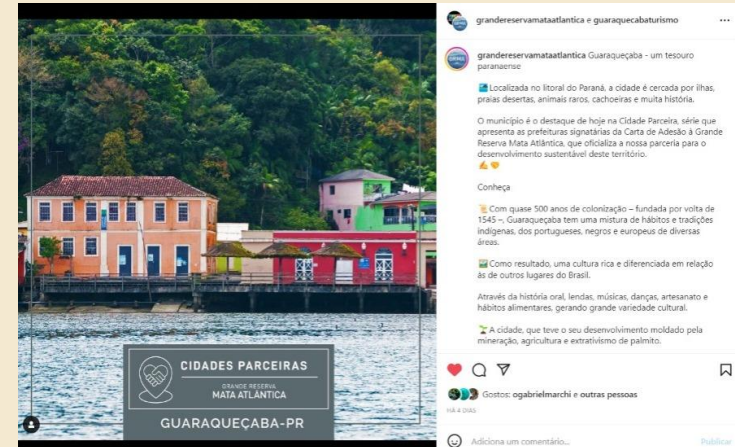 CIDADES PARCEIRAS
GRANDE RESERVA
MATA ATLÂNTICA
GUARAQUEÇABA-PR
grandereservamataatlantica e guaraquecabaturismo
grandereservamataatlantica Guaraqueçaba - um tesouro
paranaense
Localizada no litoral do Paraná, a cidade é cercada por ilhas,
praias desertas, animais raros, cachoeiras e muita história.
O município é o destaque de hoje na Cidade Parceira, série que
apresenta as prefeituras signatárias da Carta de Adesão à Grande
Reserva Mata Atlântica, que oficializa a nossa parceria para o
desenvolvimento sustentável deste território.
Conheça
Com quase 500 anos de colonização – fundada por volta de
1545 –, Guaraqueçaba tem uma mistura de hábitos e tradições
indígenas, dos portugueses, negros e europeus de diversas
áreas.
Como resultado, uma cultura rica e diferenciada em relação
às de outros lugares do Brasil.
Através da história oral, lendas, músicas, danças, artesanato e
hábitos alimentares, gerando grande variedade cultural.
A cidade, que teve o seu desenvolvimento moldado pela
mineração, agricultura e extrativismo de palmito.
Gostos: ogabrielmarchi e outras pessoas
HÁ 4 DIAS
Adiciona um comentário...
Publicar